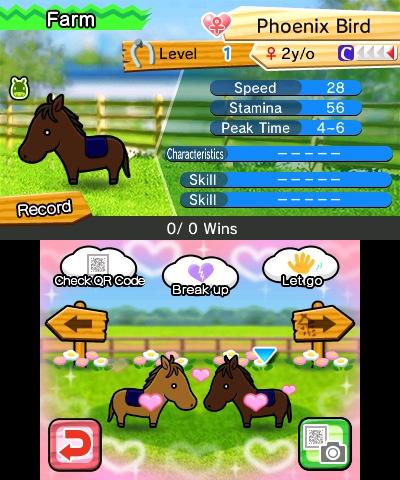 Farm
Phoenix Bird
Level 1
♀ 2y/o C
Speed 28
Stamina 56
Peak Time 4~6
Characteristics -----
Skill -----
Skill -----
Record
0/ 0 Wins
Check QR Code
Break up
Let go